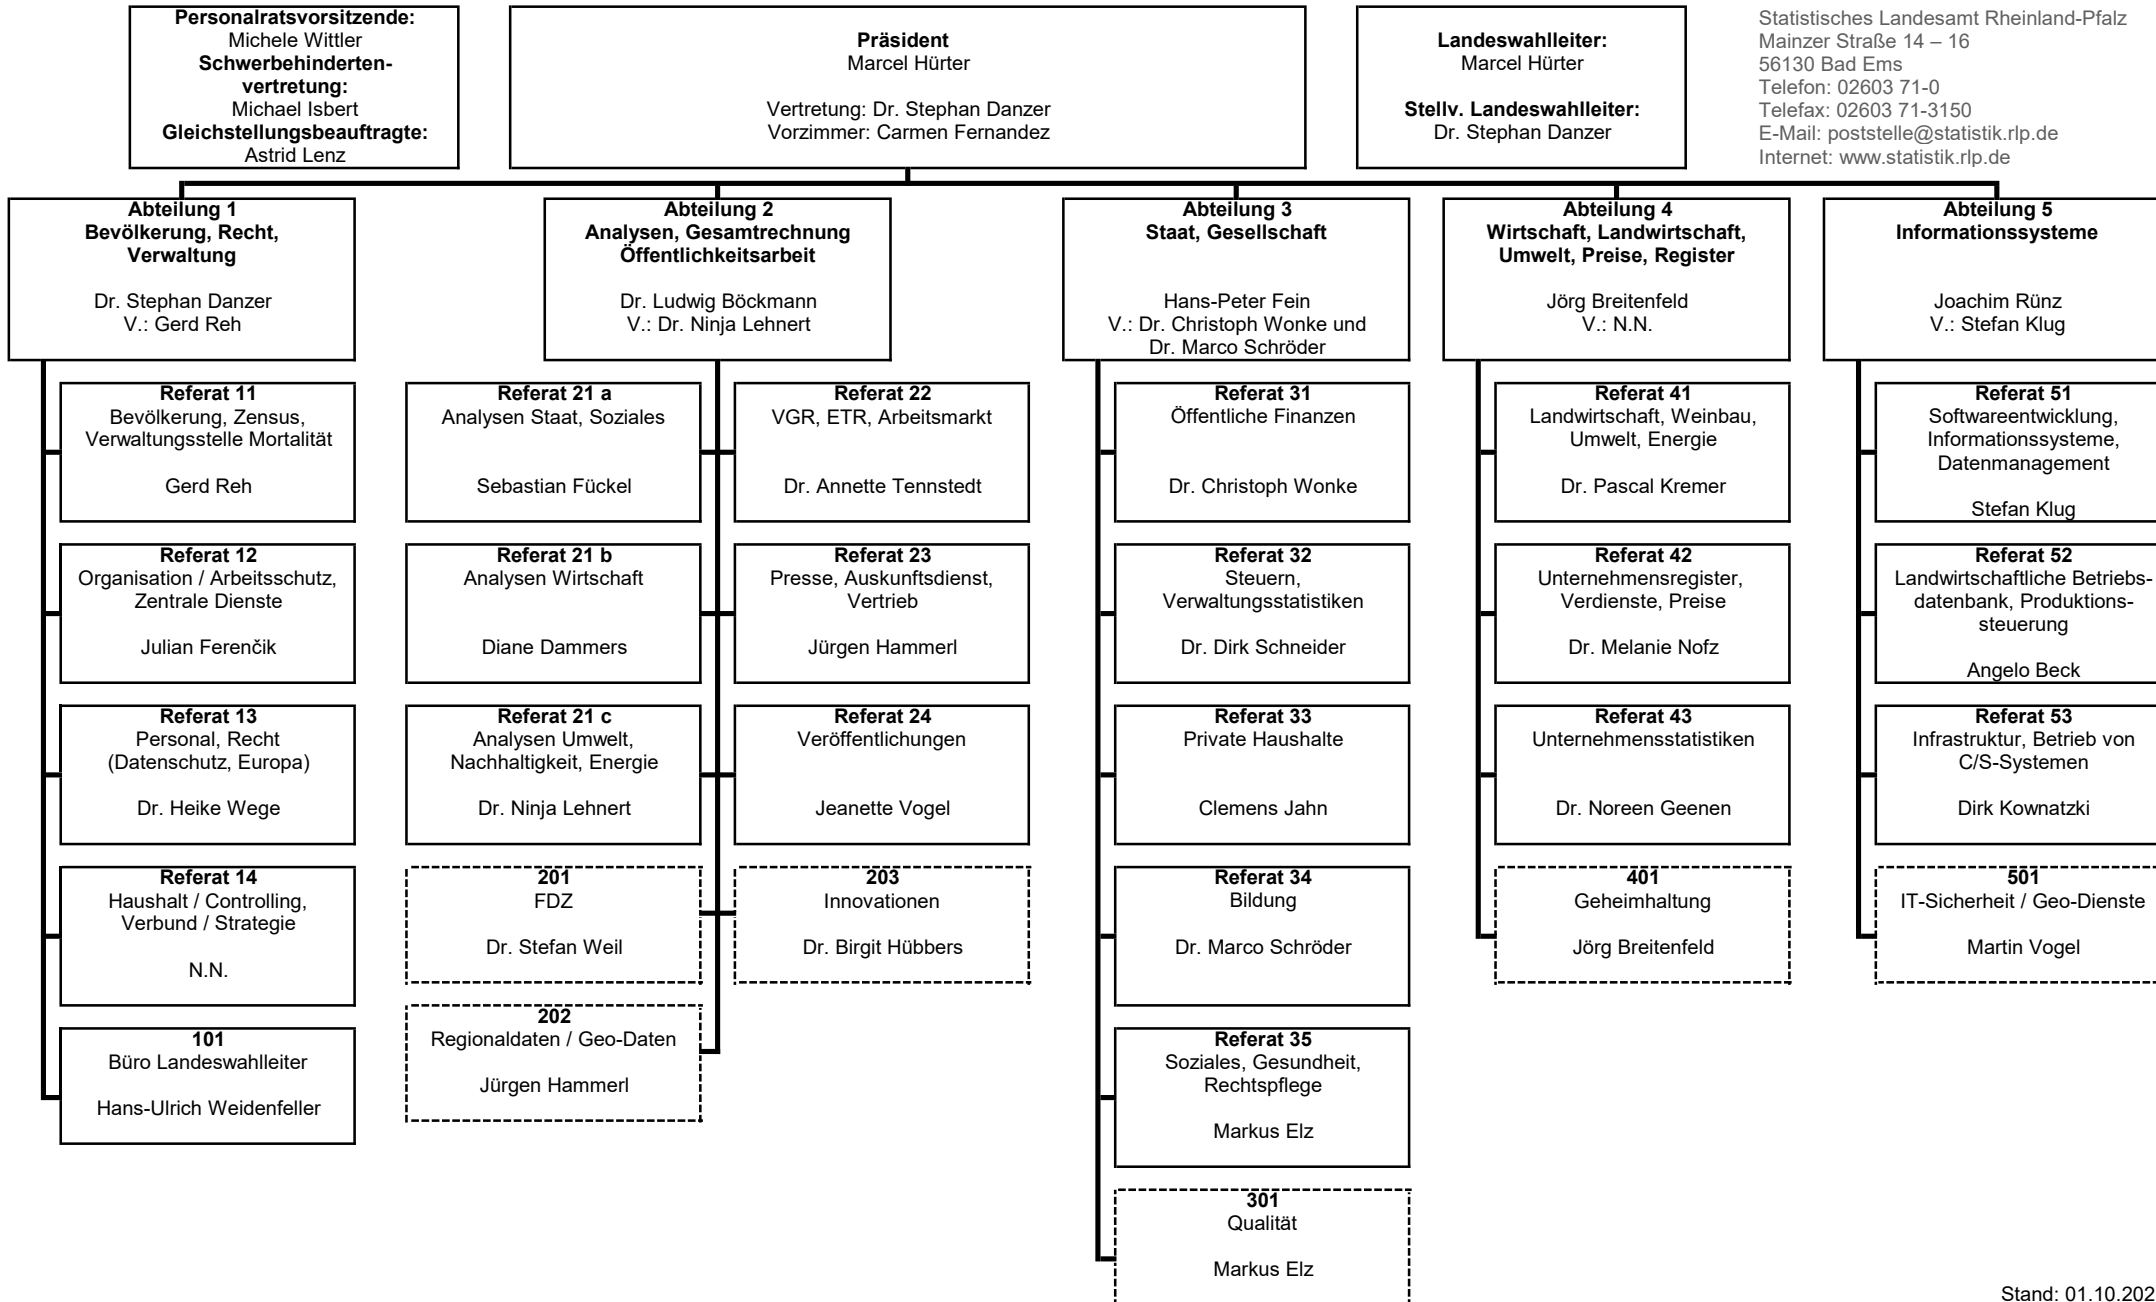 Personalratsvorsitzende:
Michele Wittler
Schwerbehinderten-
vertretung:
Michael Isbert
Gleichstellungsbeauftragte:
Astrid Lenz
Präsident
Marcel Hürter
Vertretung: Dr. Stephan Danzer
Vorzimmer: Carmen Fernandez
Landeswahlleiter:
Marcel Hürter
Stellv. Landeswahlleiter:
Dr. Stephan Danzer
Statistisches Landesamt Rheinland-Pfalz
Mainzer Straße 14 – 16
56130 Bad Ems
Telefon: 02603 71-0
Telefax: 02603 71-3150
E-Mail: poststelle@statistik.rlp.de
Internet: www.statistik.rlp.de
Abteilung 1
Bevölkerung, Recht,
Verwaltung
Dr. Stephan Danzer
V.: Gerd Reh
Abteilung 2
Analysen, Gesamtrechnung
Öffentlichkeitsarbeit
Dr. Ludwig Böckmann
V.: Dr. Ninja Lehnert
Abteilung 3
Staat, Gesellschaft
Hans-Peter Fein
V.: Dr. Christoph Wonke und
Dr. Marco Schröder
Abteilung 4
Wirtschaft, Landwirtschaft,
Umwelt, Preise, Register
Jörg Breitenfeld
V.: N.N.
Abteilung 5
Informationssysteme
Joachim Rünz
V.: Stefan Klug
Referat 11
Bevölkerung, Zensus,
Verwaltungsstelle Mortalität
Gerd Reh
Referat 12
Organisation / Arbeitsschutz,
Zentrale Dienste
Julian Ferenčik
Referat 13
Personal, Recht
(Datenschutz, Europa)
Dr. Heike Wege
Referat 14
Haushalt / Controlling,
Verbund / Strategie
N.N.
101
Büro Landeswahlleiter
Hans-Ulrich Weidenfeller
Referat 21 a
Analysen Staat, Soziales
Sebastian Fückel
Referat 21 b
Analysen Wirtschaft
Diane Dammers
Referat 21 c
Analysen Umwelt,
Nachhaltigkeit, Energie
Dr. Ninja Lehnert
201
FDZ
Dr. Stefan Weil
202
Regionaldaten / Geo-Daten
Jürgen Hammerl
Referat 22
VGR, ETR, Arbeitsmarkt
Dr. Annette Tennstedt
Referat 23
Presse, Auskunftsdienst,
Vertrieb
Jürgen Hammerl
Referat 24
Veröffentlichungen
Jeanette Vogel
203
Innovationen
Dr. Birgit Hübbers
Referat 31
Öffentliche Finanzen
Dr. Christoph Wonke
Referat 32
Steuern,
Verwaltungsstatistiken
Dr. Dirk Schneider
Referat 33
Private Haushalte
Clemens Jahn
Referat 34
Bildung
Dr. Marco Schröder
Referat 35
Soziales, Gesundheit,
Rechtspflege
Markus Elz
301
Qualität
Markus Elz
Referat 41
Landwirtschaft, Weinbau,
Umwelt, Energie
Dr. Pascal Kremer
Referat 42
Unternehmensregister,
Verdienste, Preise
Dr. Melanie Nofz
Referat 43
Unternehmensstatistiken
Dr. Noreen Geenen
401
Geheimhaltung
Jörg Breitenfeld
Referat 51
Softwareentwicklung,
Informationssysteme,
Datenmanagement
Stefan Klug
Referat 52
Landwirtschaftliche Betriebs-
datenbank, Produktions-
steuerung
Angelo Beck
Referat 53
Infrastruktur, Betrieb von
C/S-Systemen
Dirk Kownatzki
501
IT-Sicherheit / Geo-Dienste
Martin Vogel
Stand: 01.10.202